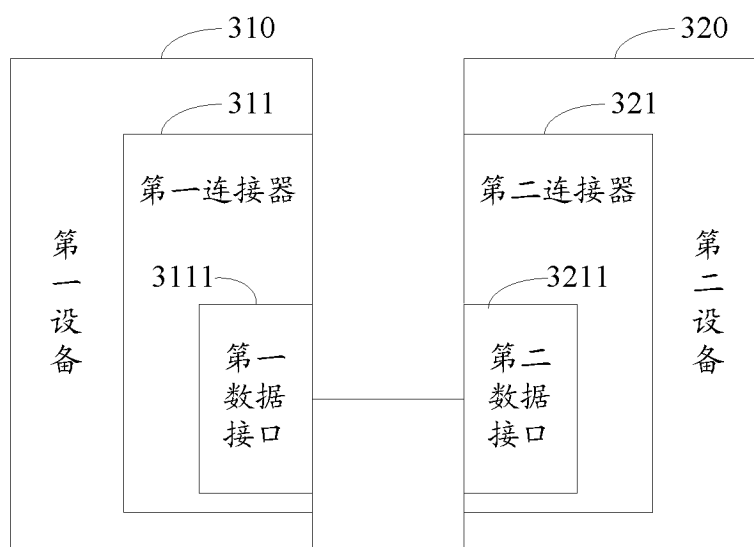 310
320
311
321
第一连接器
第二连接器
第一设备
第二设备
3111
3211
第一
数据
接口
第二
数据
接口